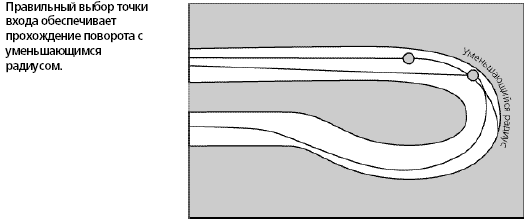 Правильный выбор точки
входа обеспечивает
прохождение поворота с
уменьшающимся
радиусом.
уменьшающийся радиус